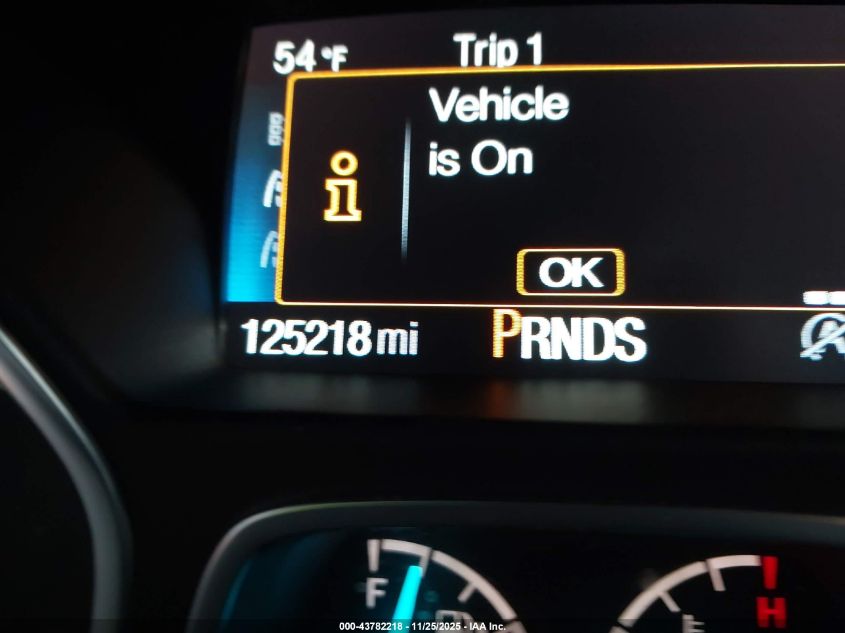 54 °F Trip 1
Vehicle
is On
OK
125218 mi PRNDS
F H
000-43782218 - 11/25/2025 - IAA Inc.